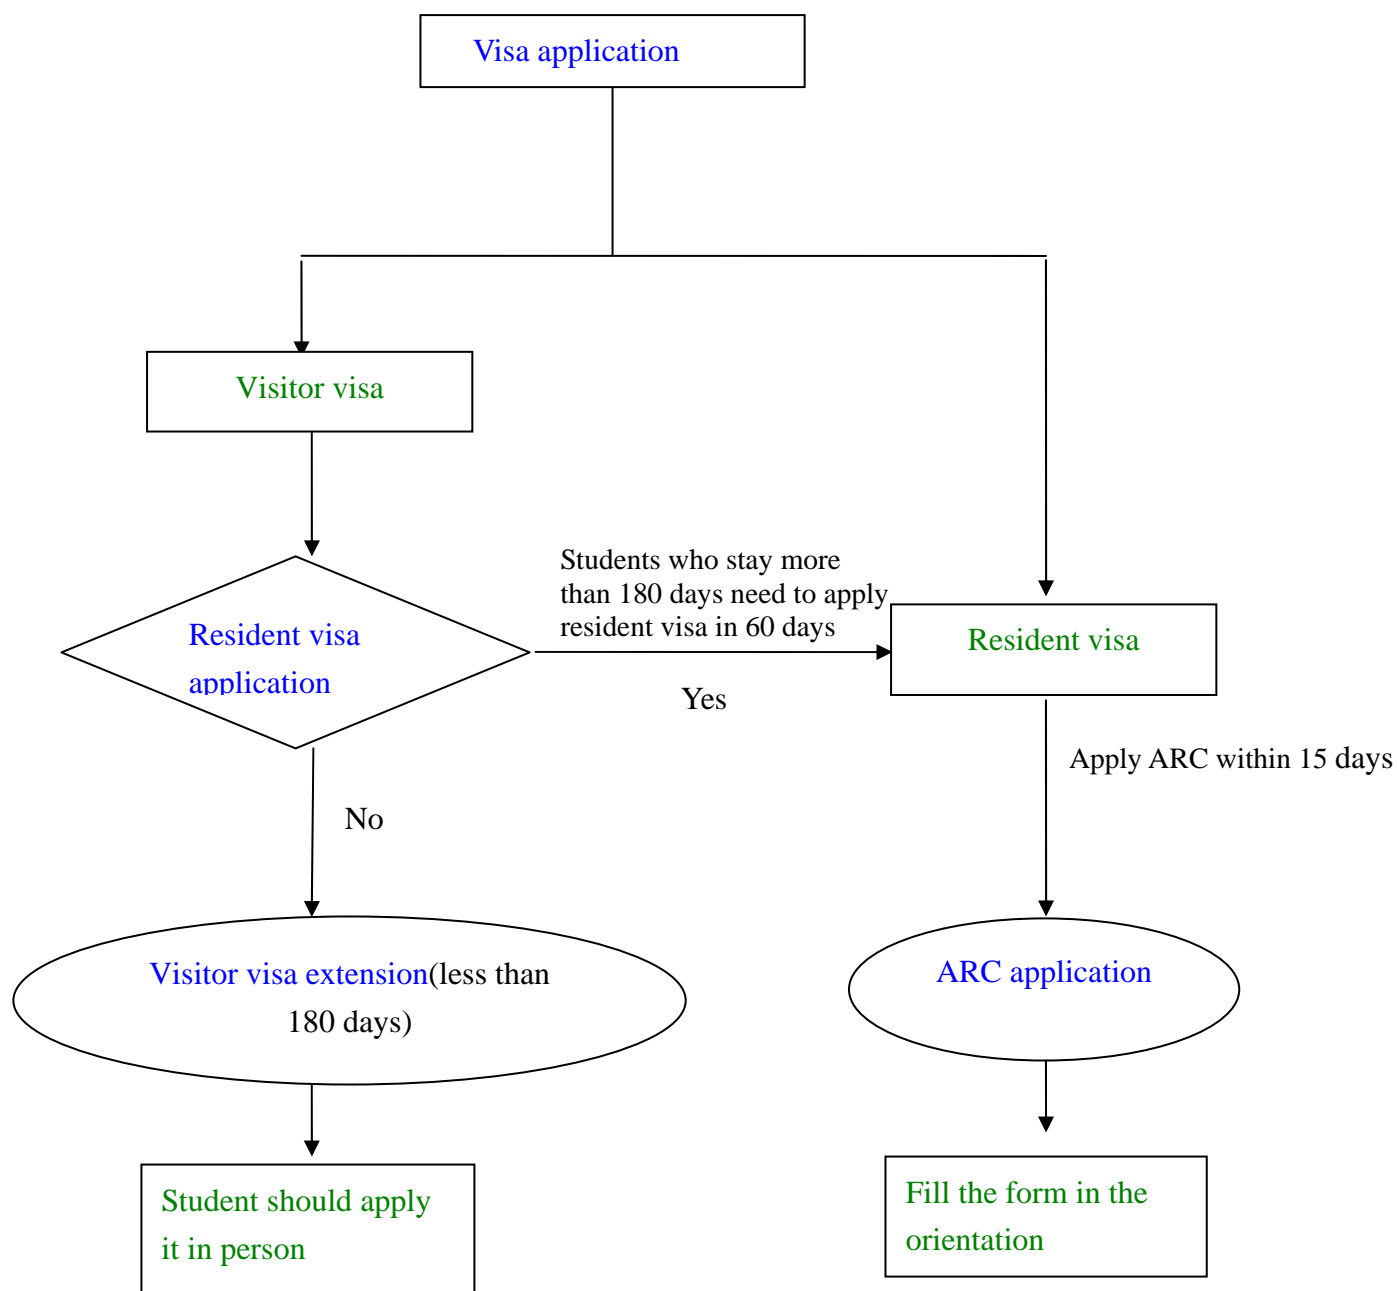 Visa application
Visitor visa
Students who stay more
than 180 days need to apply
resident visa in 60 days
Resident visa
application
Resident visa
Yes
Apply ARC within 15 days
No
Visitor visa extension(less than
180 days)
ARC application
Student should apply
it in person
Fill the form in the
orientation